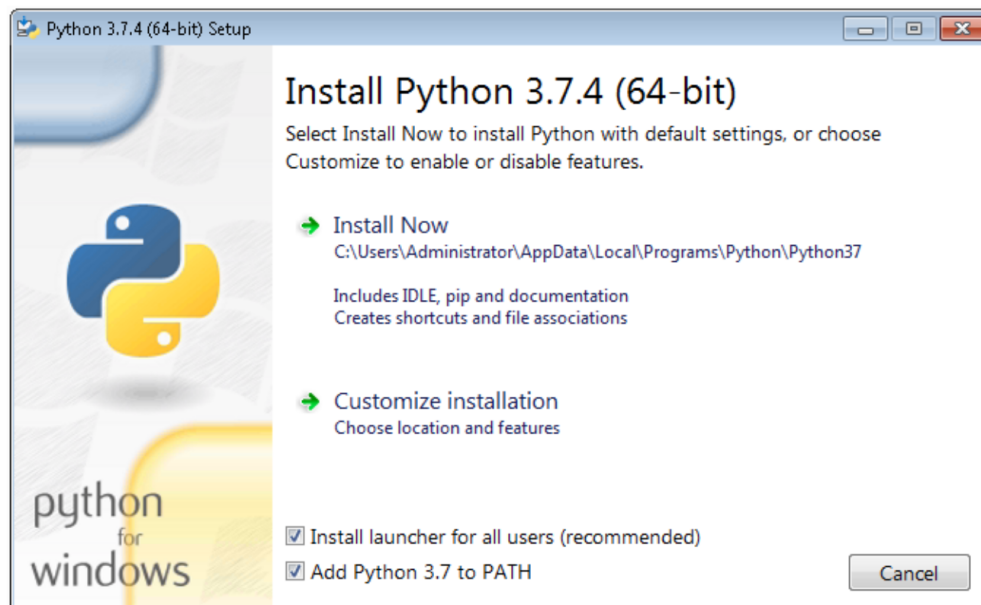 Python 3.7.4 (64-bit) Setup
Install Python 3.7.4 (64-bit)
Select Install Now to install Python with default settings, or choose
Customize to enable or disable features.
Install Now
C:\Users\Administrator\AppData\Local\Programs\Python\Python37
Includes IDLE, pip and documentation
Creates shortcuts and file associations
Customize installation
Choose location and features
python
for
windows
Install launcher for all users (recommended)
Add Python 3.7 to PATH
Cancel